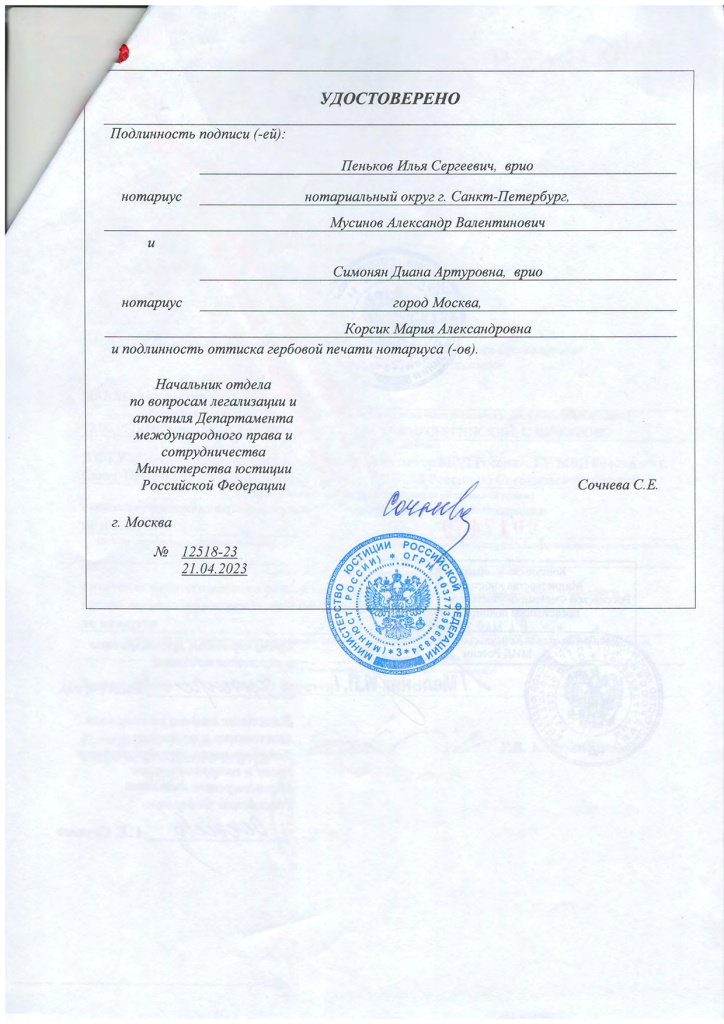 УДОСТОВЕРЕНО
Подлинность подписи (-ей):
Пеньков Илья Сергеевич, врио
нотариус нотариальный округ г. Санкт-Петербург,
Мусинов Александр Валентинович
и
Симонян Диана Артуровна, врио
нотариус город Москва,
Корсик Мария Александровна
и подлинность оттиска гербовой печати нотариуса (-ов).
Начальник отдела
по вопросам легализации и
апостиля Департамента
международного права и
сотрудничества
Министерства юстиции
Российской Федерации
Сочнева С.Е.
Сочнева
г. Москва
№ 12518-23
21.04.2023
МИНИСТЕРСТВО ЮСТИЦИИ РОССИЙСКОЙ ФЕДЕРАЦИИ
(МИНЮСТ РОССИИ) * ОГРН 1037739668834 *
3